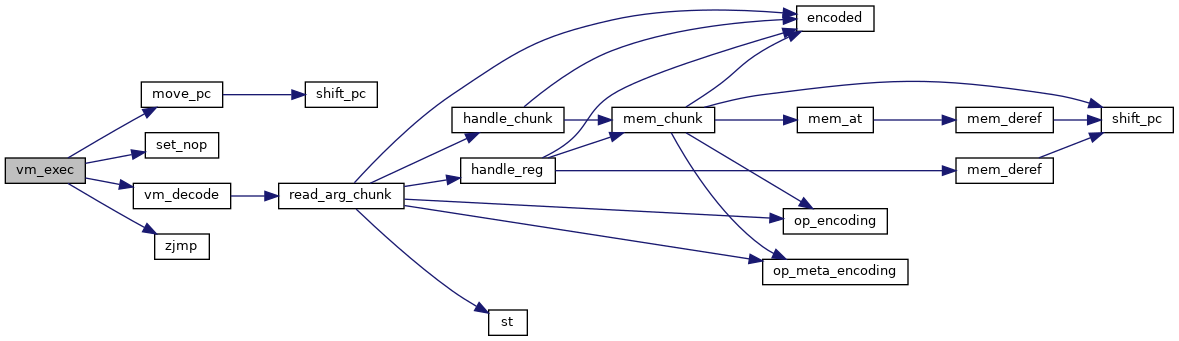 encoded
move_pc
shift_pc
handle_chunk
mem_chunk
mem_at
mem_deref
shift_pc
set_nop
vm_exec
handle_reg
mem_deref
vm_decode
read_arg_chunk
op_encoding
zjmp
op_meta_encoding
st